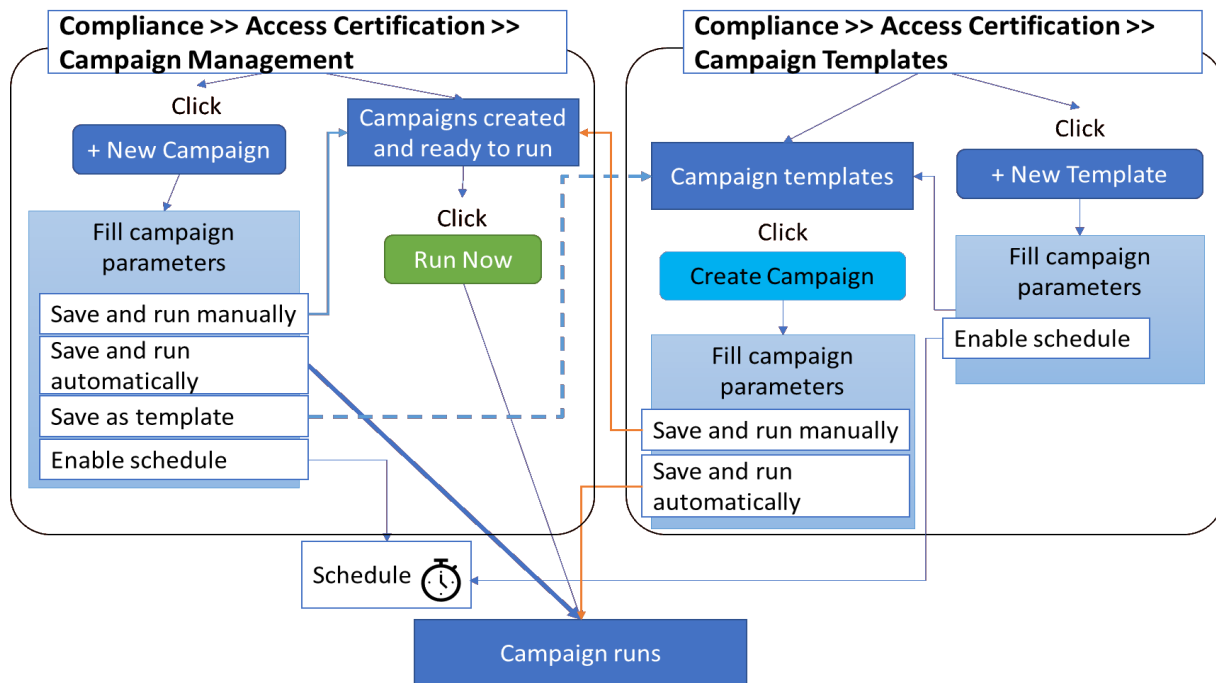 Compliance >> Access Certification >>
Campaign Management
Click
+ New Campaign
Campaigns created
and ready to run
Click
Run Now
Fill campaign
parameters
Save and run manually
Save and run
automatically
Save as template
Enable schedule
Compliance >> Access Certification >>
Campaign Templates
Click
Campaign templates
+ New Template
Click
Create Campaign
Fill campaign
parameters
Enable schedule
Fill campaign
parameters
Save and run manually
Save and run
automatically
Schedule
Campaign runs